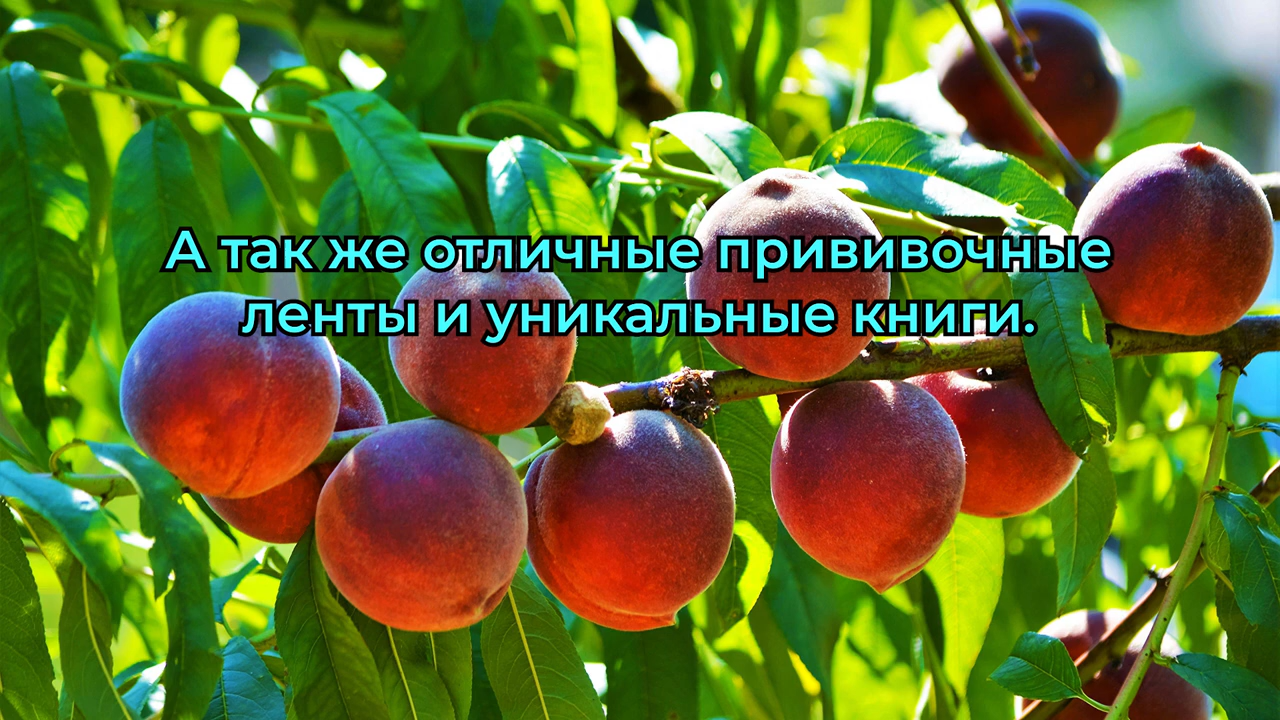 А так же отличные прививочные
ленты и уникальные книги.